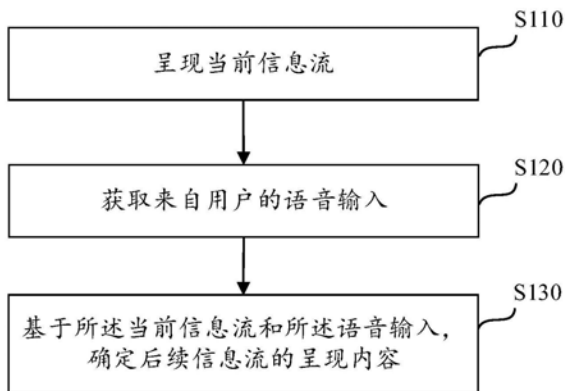 S110
呈现当前信息流
S120
获取来自用户的语音输入
S130
基于所述当前信息流和所述语音输入，
确定后续信息流的呈现内容